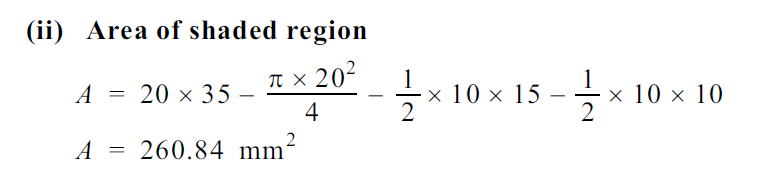 (ii) Area of shaded region
A = 20 × 35 − π × 20²/4 − 1/2 × 10 × 15 − 1/2 × 10 × 10
A = 260.84 mm²